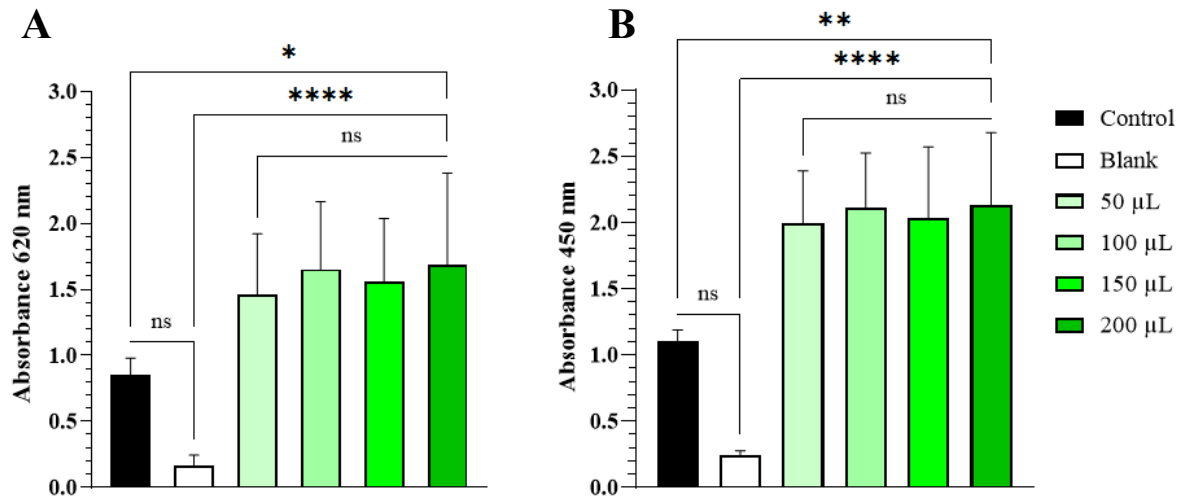 A
B
*
****
ns
ns
Absorbance 620 nm
3.0
2.5
2.0
1.5
1.0
0.5
0.0
**
****
ns
ns
Absorbance 450 nm
3.0
2.5
2.0
1.5
1.0
0.5
0.0
Control
Blank
50 µL
100 µL
150 µL
200 µL